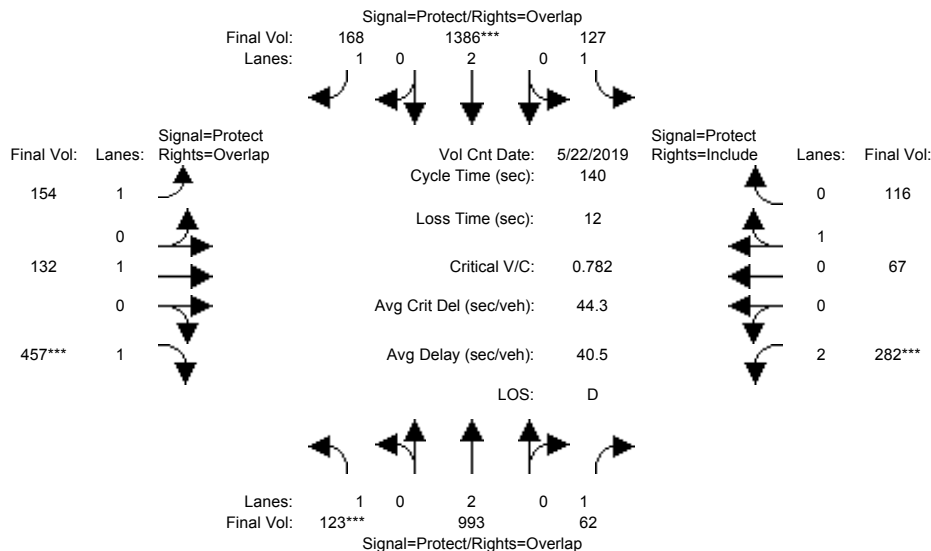 Signal=Protect/Rights=Overlap
Final Vol: 168 1386*** 127
Lanes: 1 0 2 0 1
Signal=Protect
Final Vol: Lanes: Rights=Overlap
Vol Cnt Date: 5/22/2019
Signal=Protect
Rights=Include Lanes: Final Vol:
Cycle Time (sec): 140
154 1
0 116
Loss Time (sec): 12
0
1
132 1
Critical V/C: 0.782
0 67
0
Avg Crit Del (sec/veh): 44.3
0
457*** 1
Avg Delay (sec/veh): 40.5
2 282***
LOS: D
Lanes: 1 0 2 0 1
Final Vol: 123*** 993 62
Signal=Protect/Rights=Overlap